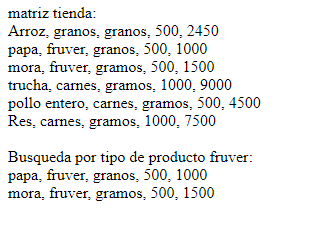 matriz tienda:
Arroz, granos, granos, 500, 2450
papa, fruver, granos, 500, 1000
mora, fruver, gramos, 500, 1500
trucha, carnes, gramos, 1000, 9000
pollo entero, carnes, gramos, 500, 4500
Res, carnes, gramos, 1000, 7500
Busqueda por tipo de producto fruver:
papa, fruver, granos, 500, 1000
mora, fruver, gramos, 500, 1500